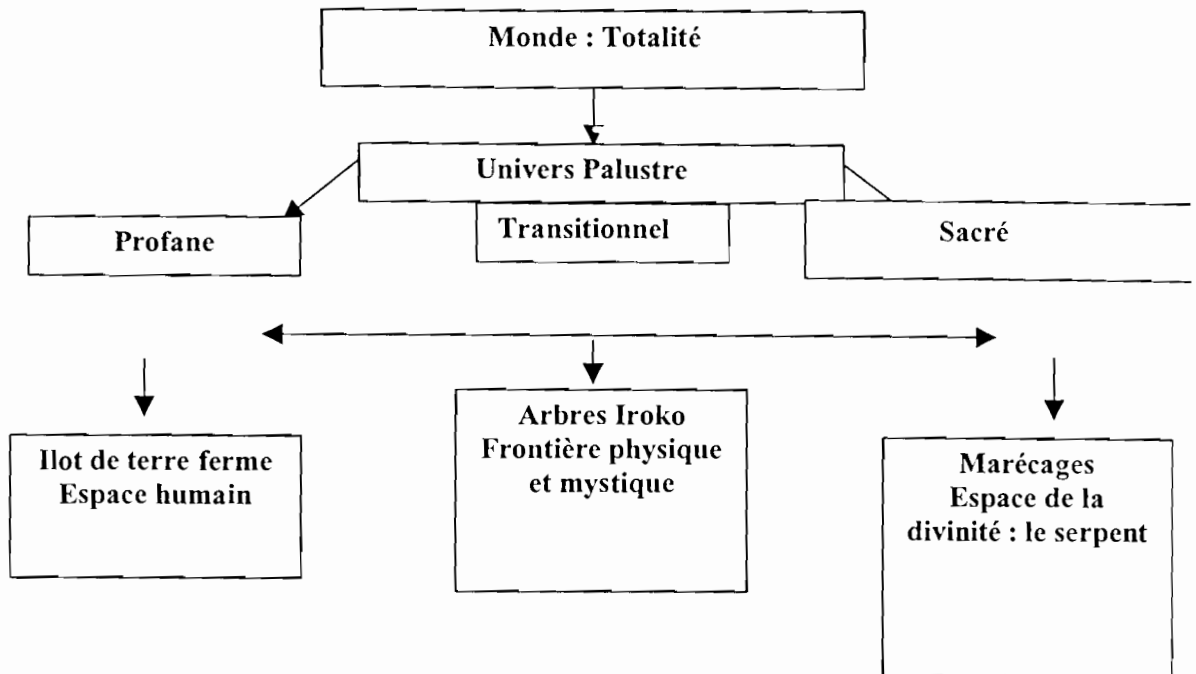 Monde : Totalité
Univers Palustre
Profane
Transitionnel
Sacré
Ilot de terre ferme
Espace humain
Arbres Iroko
Frontière physique
et mystique
Marécages
Espace de la
divinité : le serpent